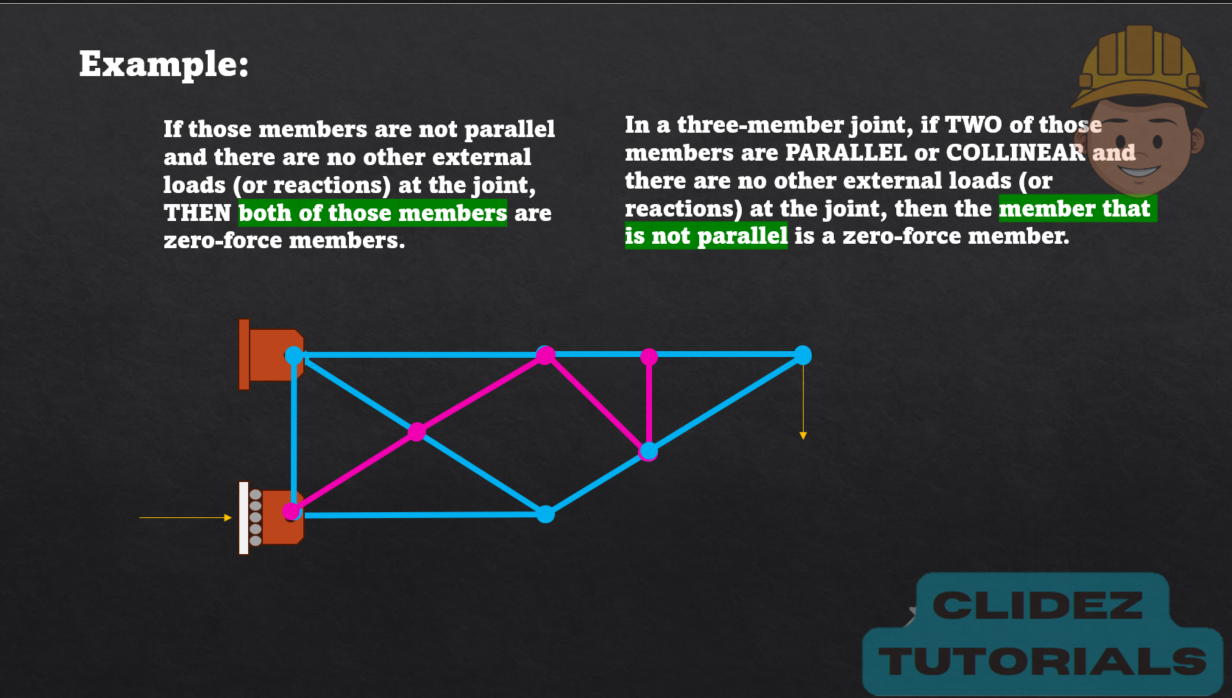 Example:
If those members are not parallel
and there are no other external
loads (or reactions) at the joint,
THEN both of those members are
zero-force members.
In a three-member joint, if TWO of those
members are PARALLEL or COLLINEAR and
there are no other external loads (or
reactions) at the joint, then the member that
is not parallel is a zero-force member.
CLIDEZ
TUTORIALS